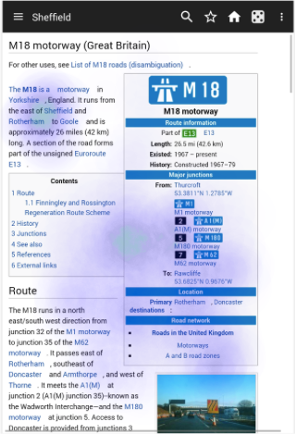 Sheffield
M18 motorway (Great Britain)
For other uses, see List of M18 roads (disambiguation) .
The M18 is a motorway in
Yorkshire , England. It runs from
the east of Sheffield and
Rotherham to Goole and is
approximately 26 miles (42 km)
long. A section of the road forms
part of the unsigned Euroroute
E13 .
Contents
1 Route
1.1 Finningley and Rossington
Regeneration Route Scheme
2 History
3 Junctions
4 See also
5 References
6 External links
M 18
M18 motorway
Route information
Part of E13 E13
Length: 26.5 mi (42.6 km)
Existed: 1967 – present
History: Constructed 1967–79
Major junctions
From: Thurcroft
M1
M1 motorway
2 A1(M)
A1(M) motorway
5 M180
M180 motorway
7 M62
M62 motorway
To: Rawcliffe
Location
Primary destinations : Rotherham , Doncaster
Road network
Roads in the United Kingdom
Motorways
A and B road zones
Route
The M18 runs in a north
east/south west direction from
junction 32 of the M1 motorway
to junction 35 of the M62
motorway . It passes east of
Rotherham , southeast of
Doncaster and Armthorpe , and west of
Thorne . It meets the A1(M) at
junction 2 (A1(M) junction 35)–known as
the Wadworth Interchange—and the M180
motorway at junction 5. Access to
Doncaster is provided from junctions 3